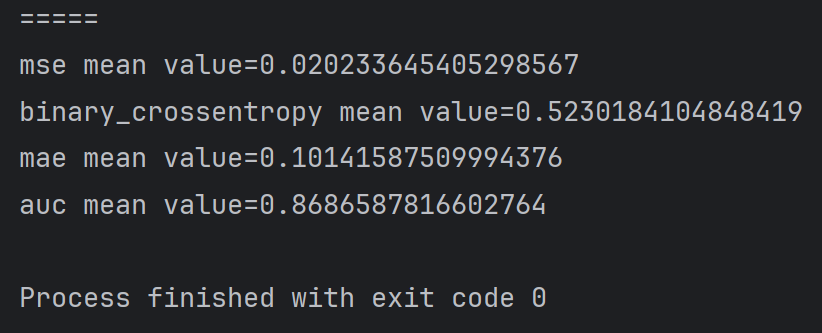 =====
mse mean value=0.020233645405298567
binary_crossentropy mean value=0.5230184104848419
mae mean value=0.10141587509994376
auc mean value=0.8686587816602764
Process finished with exit code 0